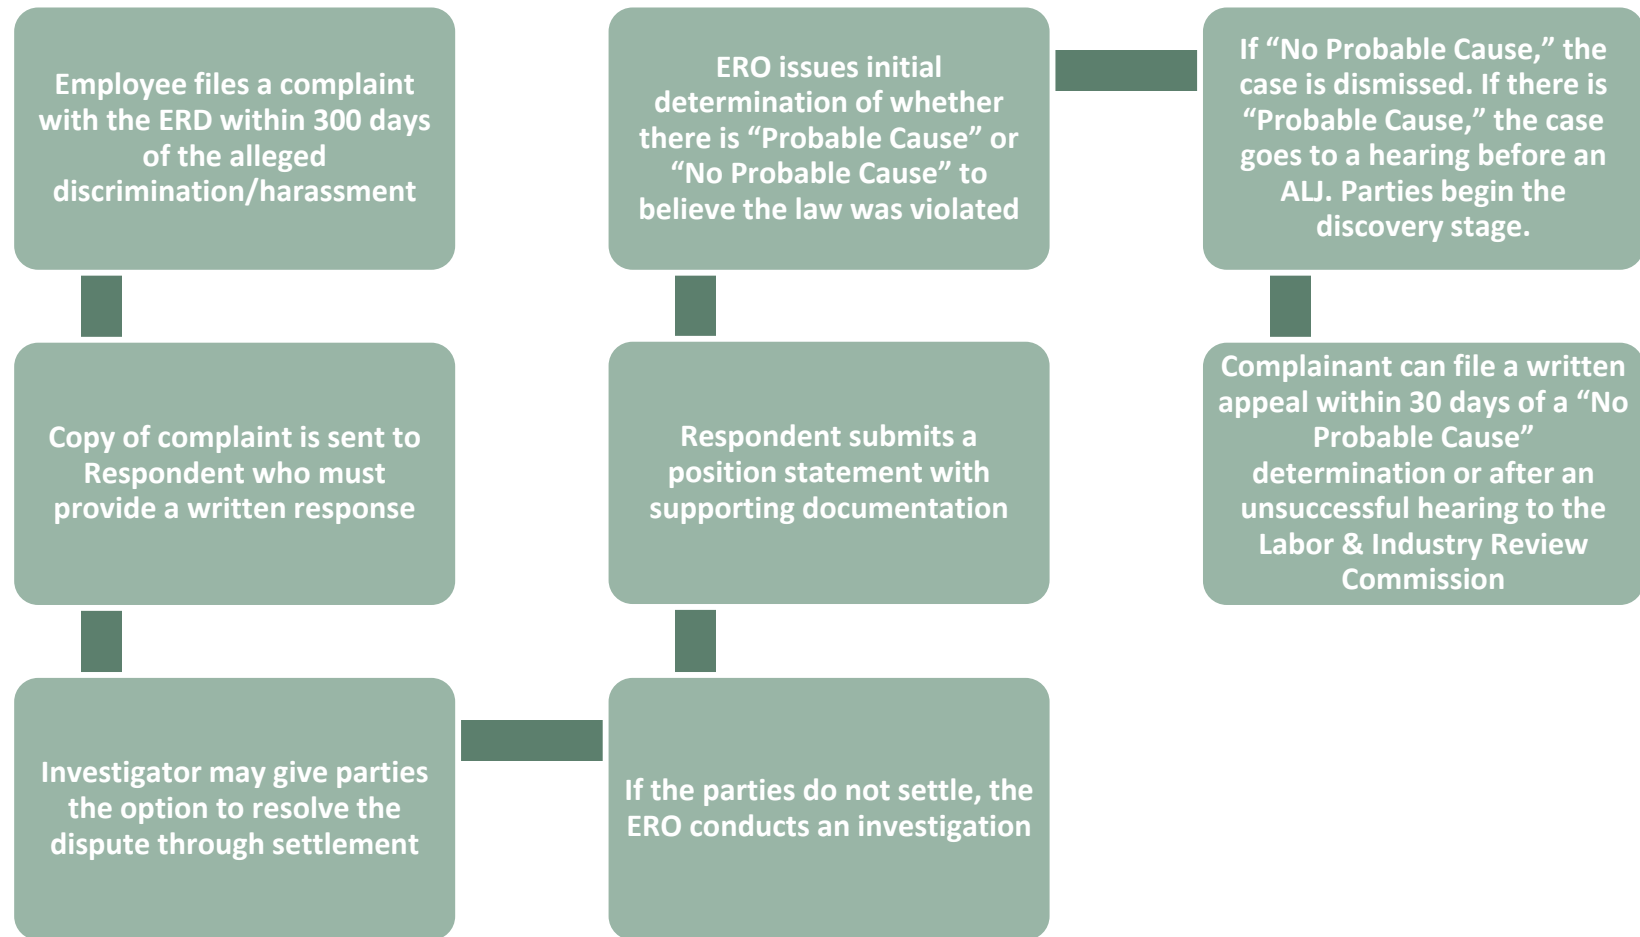 Employee files a complaint
with the ERD within 300 days
of the alleged
discrimination/harassment
Copy of complaint is sent to
Respondent who must
provide a written response
Investigator may give parties
the option to resolve the
dispute through settlement
If the parties do not settle, the
ERO conducts an investigation
Respondent submits a
position statement with
supporting documentation
ERO issues initial
determination of whether
there is “Probable Cause” or
“No Probable Cause” to
believe the law was violated
If “No Probable Cause,” the
case is dismissed. If there is
“Probable Cause,” the case
goes to a hearing before an
ALJ. Parties begin the
discovery stage.
Complainant can file a written
appeal within 30 days of a “No
Probable Cause”
determination or after an
unsuccessful hearing to the
Labor & Industry Review
Commission